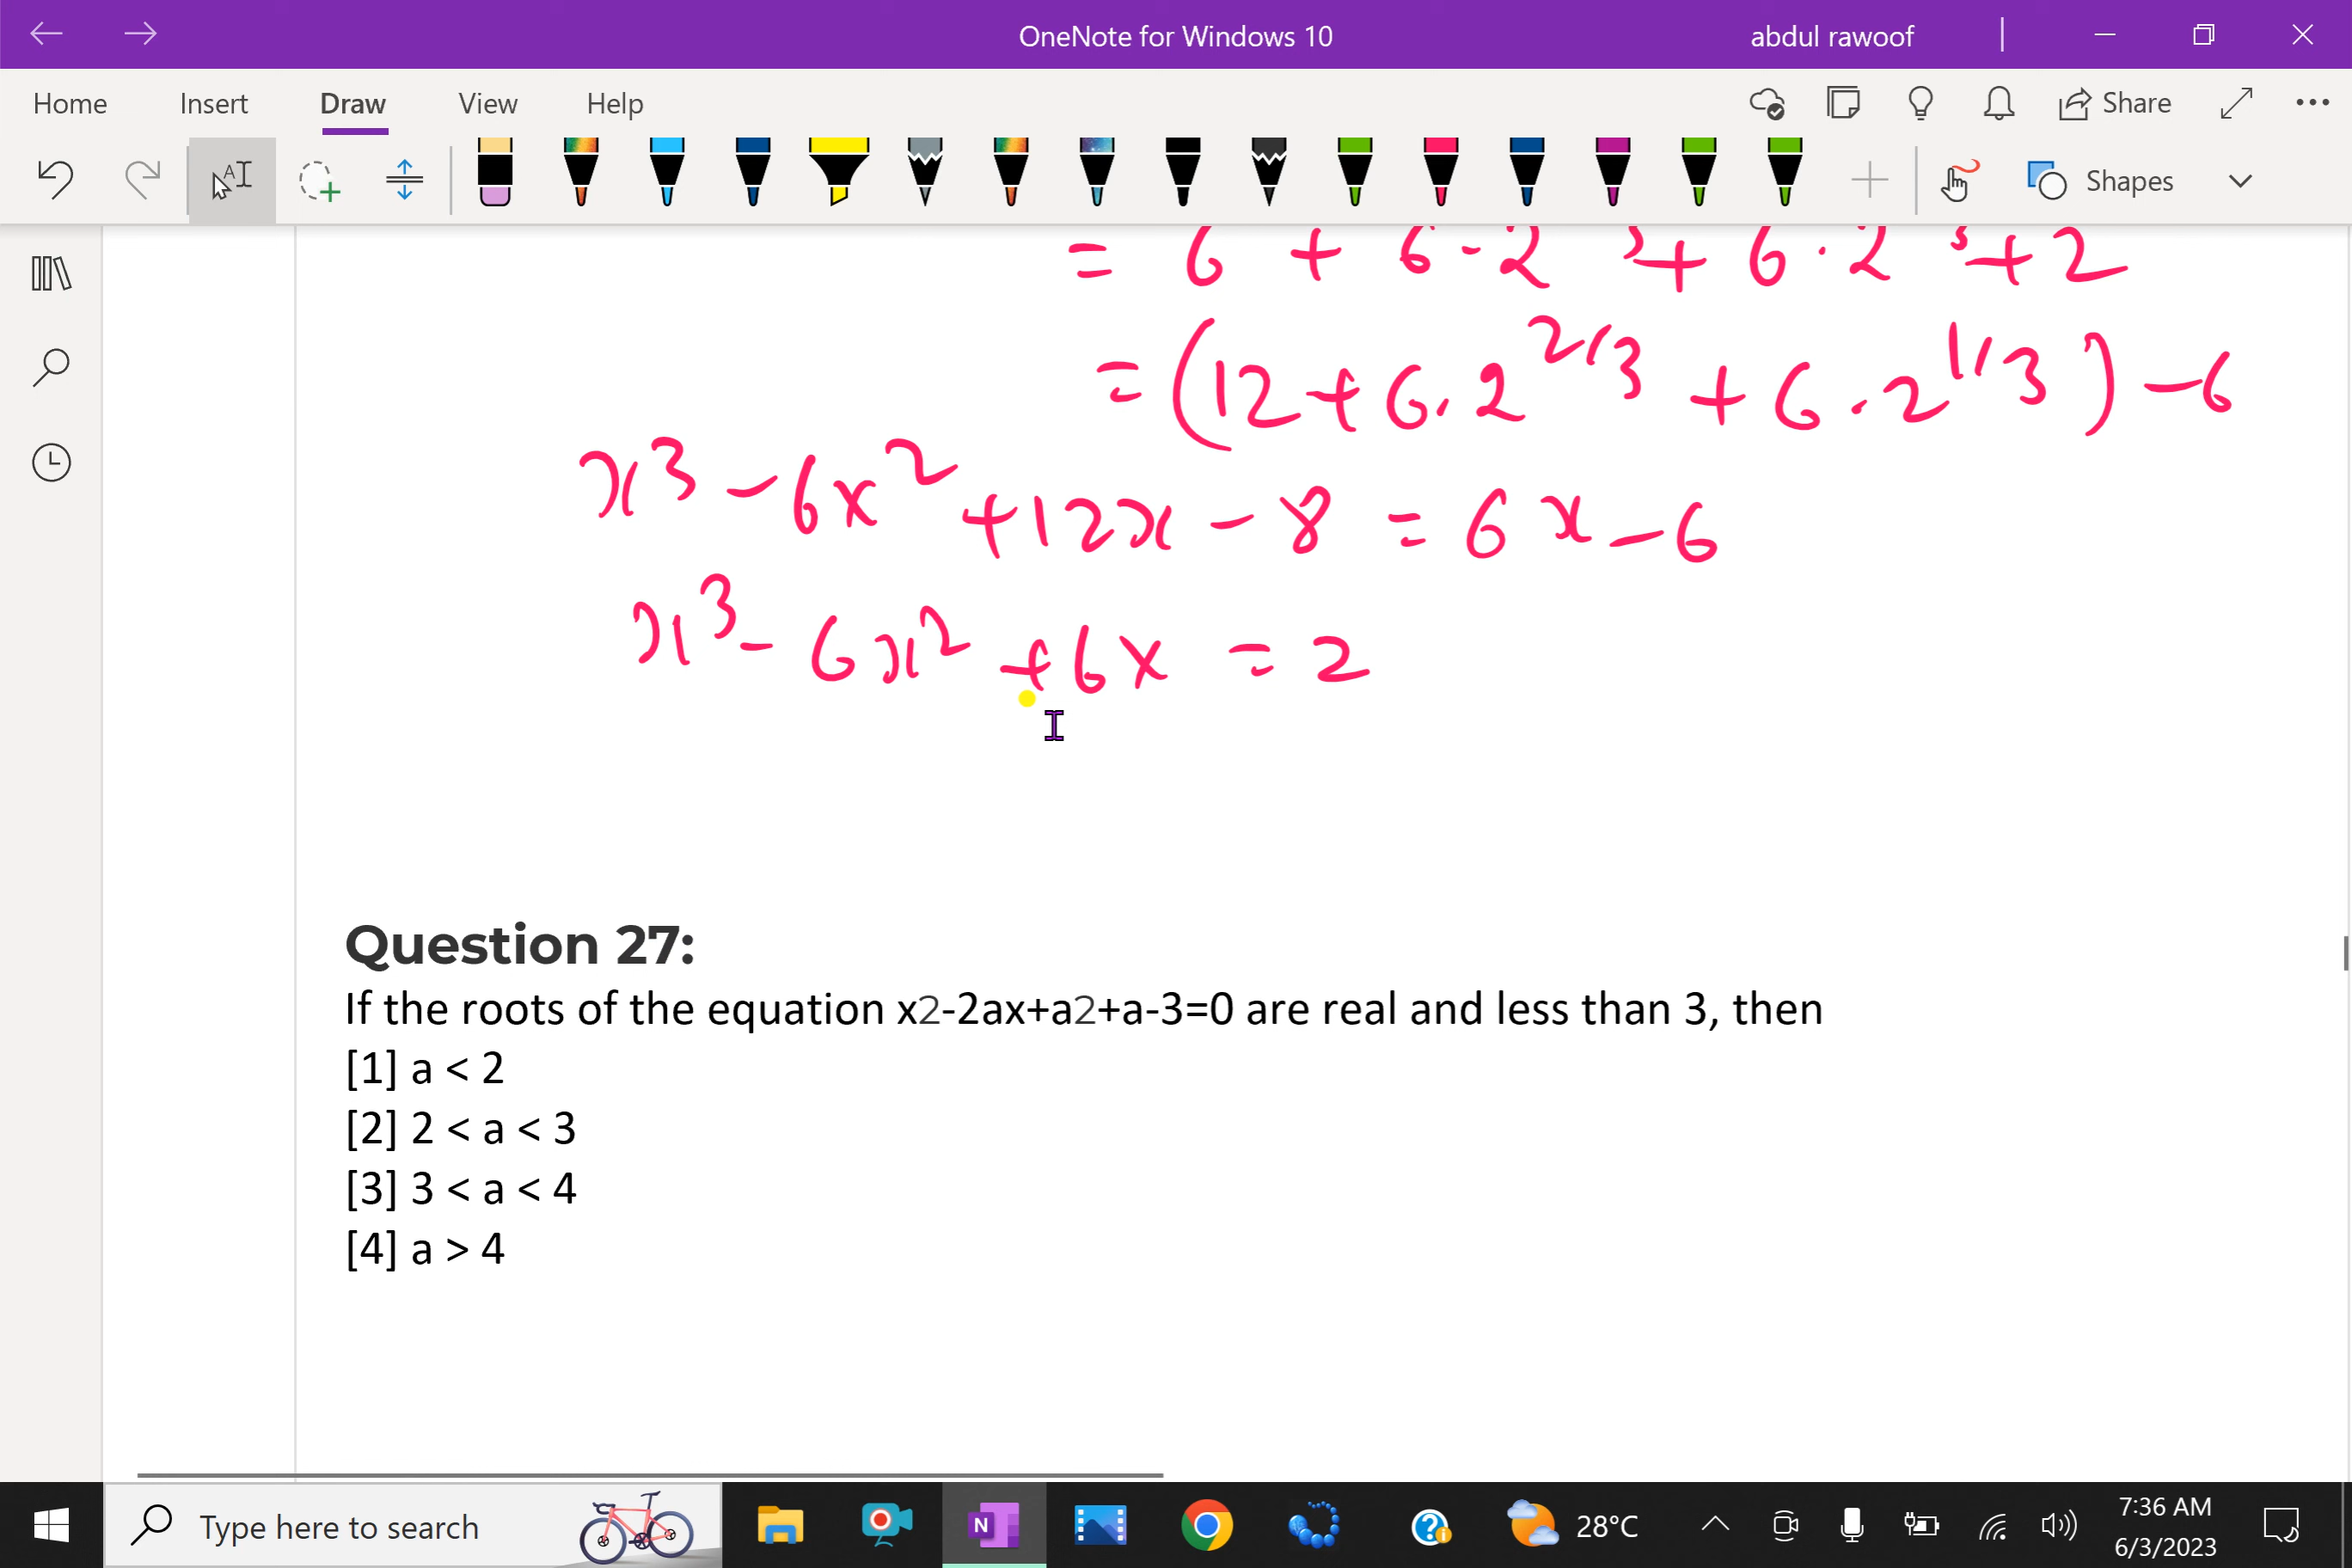 OneNote for Windows 10
abdul rawoof
Home Insert Draw View Help
Share
Shapes
= 6 + 6·2 3 + 6·2 3 + 2
= (12 + 6·2^2/3 + 6·2^1/3) - 6
x³ - 6x² + 12x - 8 = 6x - 6
x³ - 6x² + 6x = 2
Question 27:
If the roots of the equation x2-2ax+a2+a-3=0 are real and less than 3, then
[1] a < 2
[2] 2 < a < 3
[3] 3 < a < 4
[4] a > 4
Type here to search
28°C
7:36 AM
6/3/2023